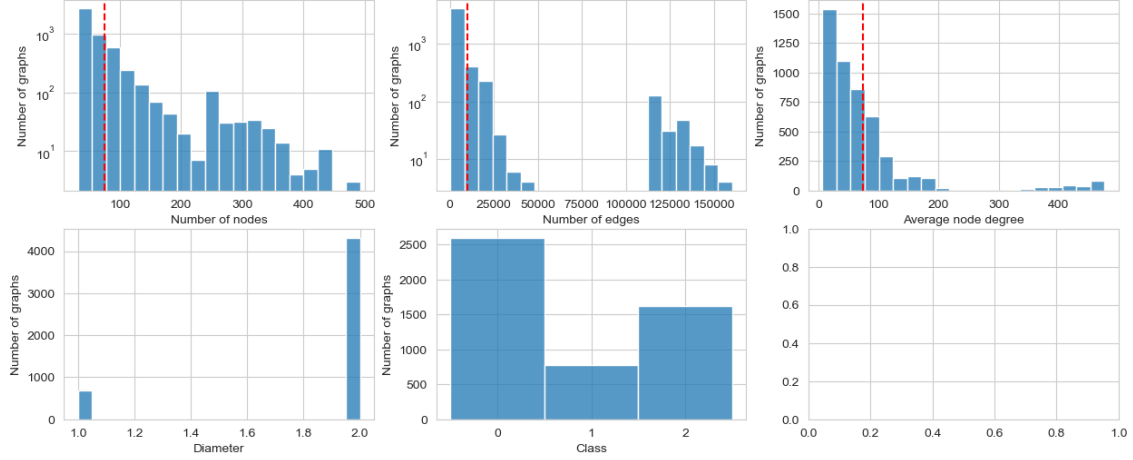 Number of graphs
10³
10²
10¹
100 200 300 400 500
Number of nodes
Number of graphs
10³
10²
10¹
0 25000 50000 75000 100000 125000 150000
Number of edges
Number of graphs
1500
1250
1000
750
500
250
0
0 100 200 300 400
Average node degree
Number of graphs
4000
3000
2000
1000
0
1.0 1.2 1.4 1.6 1.8 2.0
Diameter
Number of graphs
2500
2000
1500
1000
500
0
0 1 2
Class
1.0
0.8
0.6
0.4
0.2
0.0
0.0 0.2 0.4 0.6 0.8 1.0